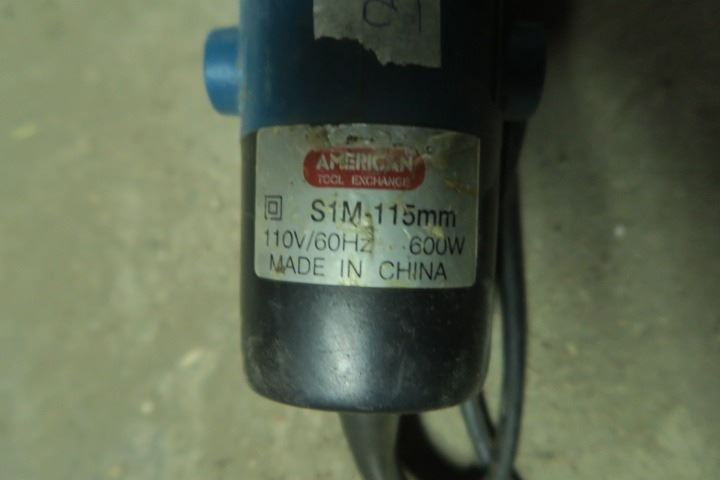 AMERICAN
TOOL EXCHANGE
S1M-115mm
110V/60Hz 600W
MADE IN CHINA